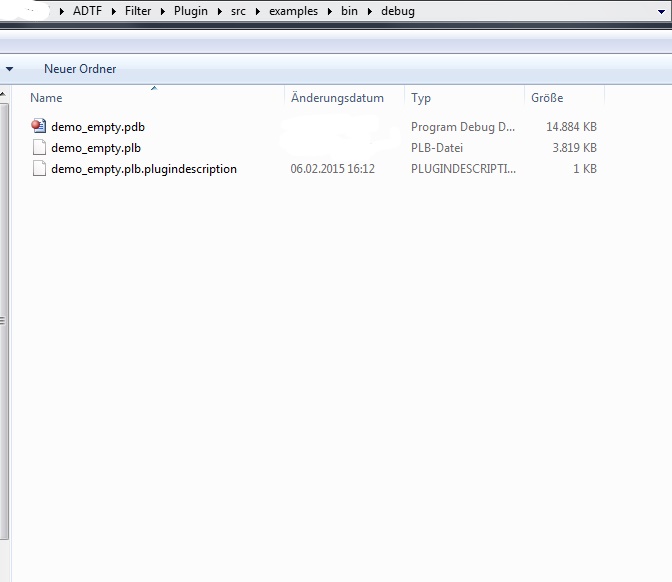 ADTF Filter Plugin src examples bin debug
Neuer Ordner
Name Änderungsdatum Typ Größe
demo_empty.pdb Program Debug D... 14.884 KB
demo_empty.plb PLB-Datei 3.819 KB
demo_empty.plb.plugindescription 06.02.2015 16:12 PLUGINDESCRIPTI... 1 KB